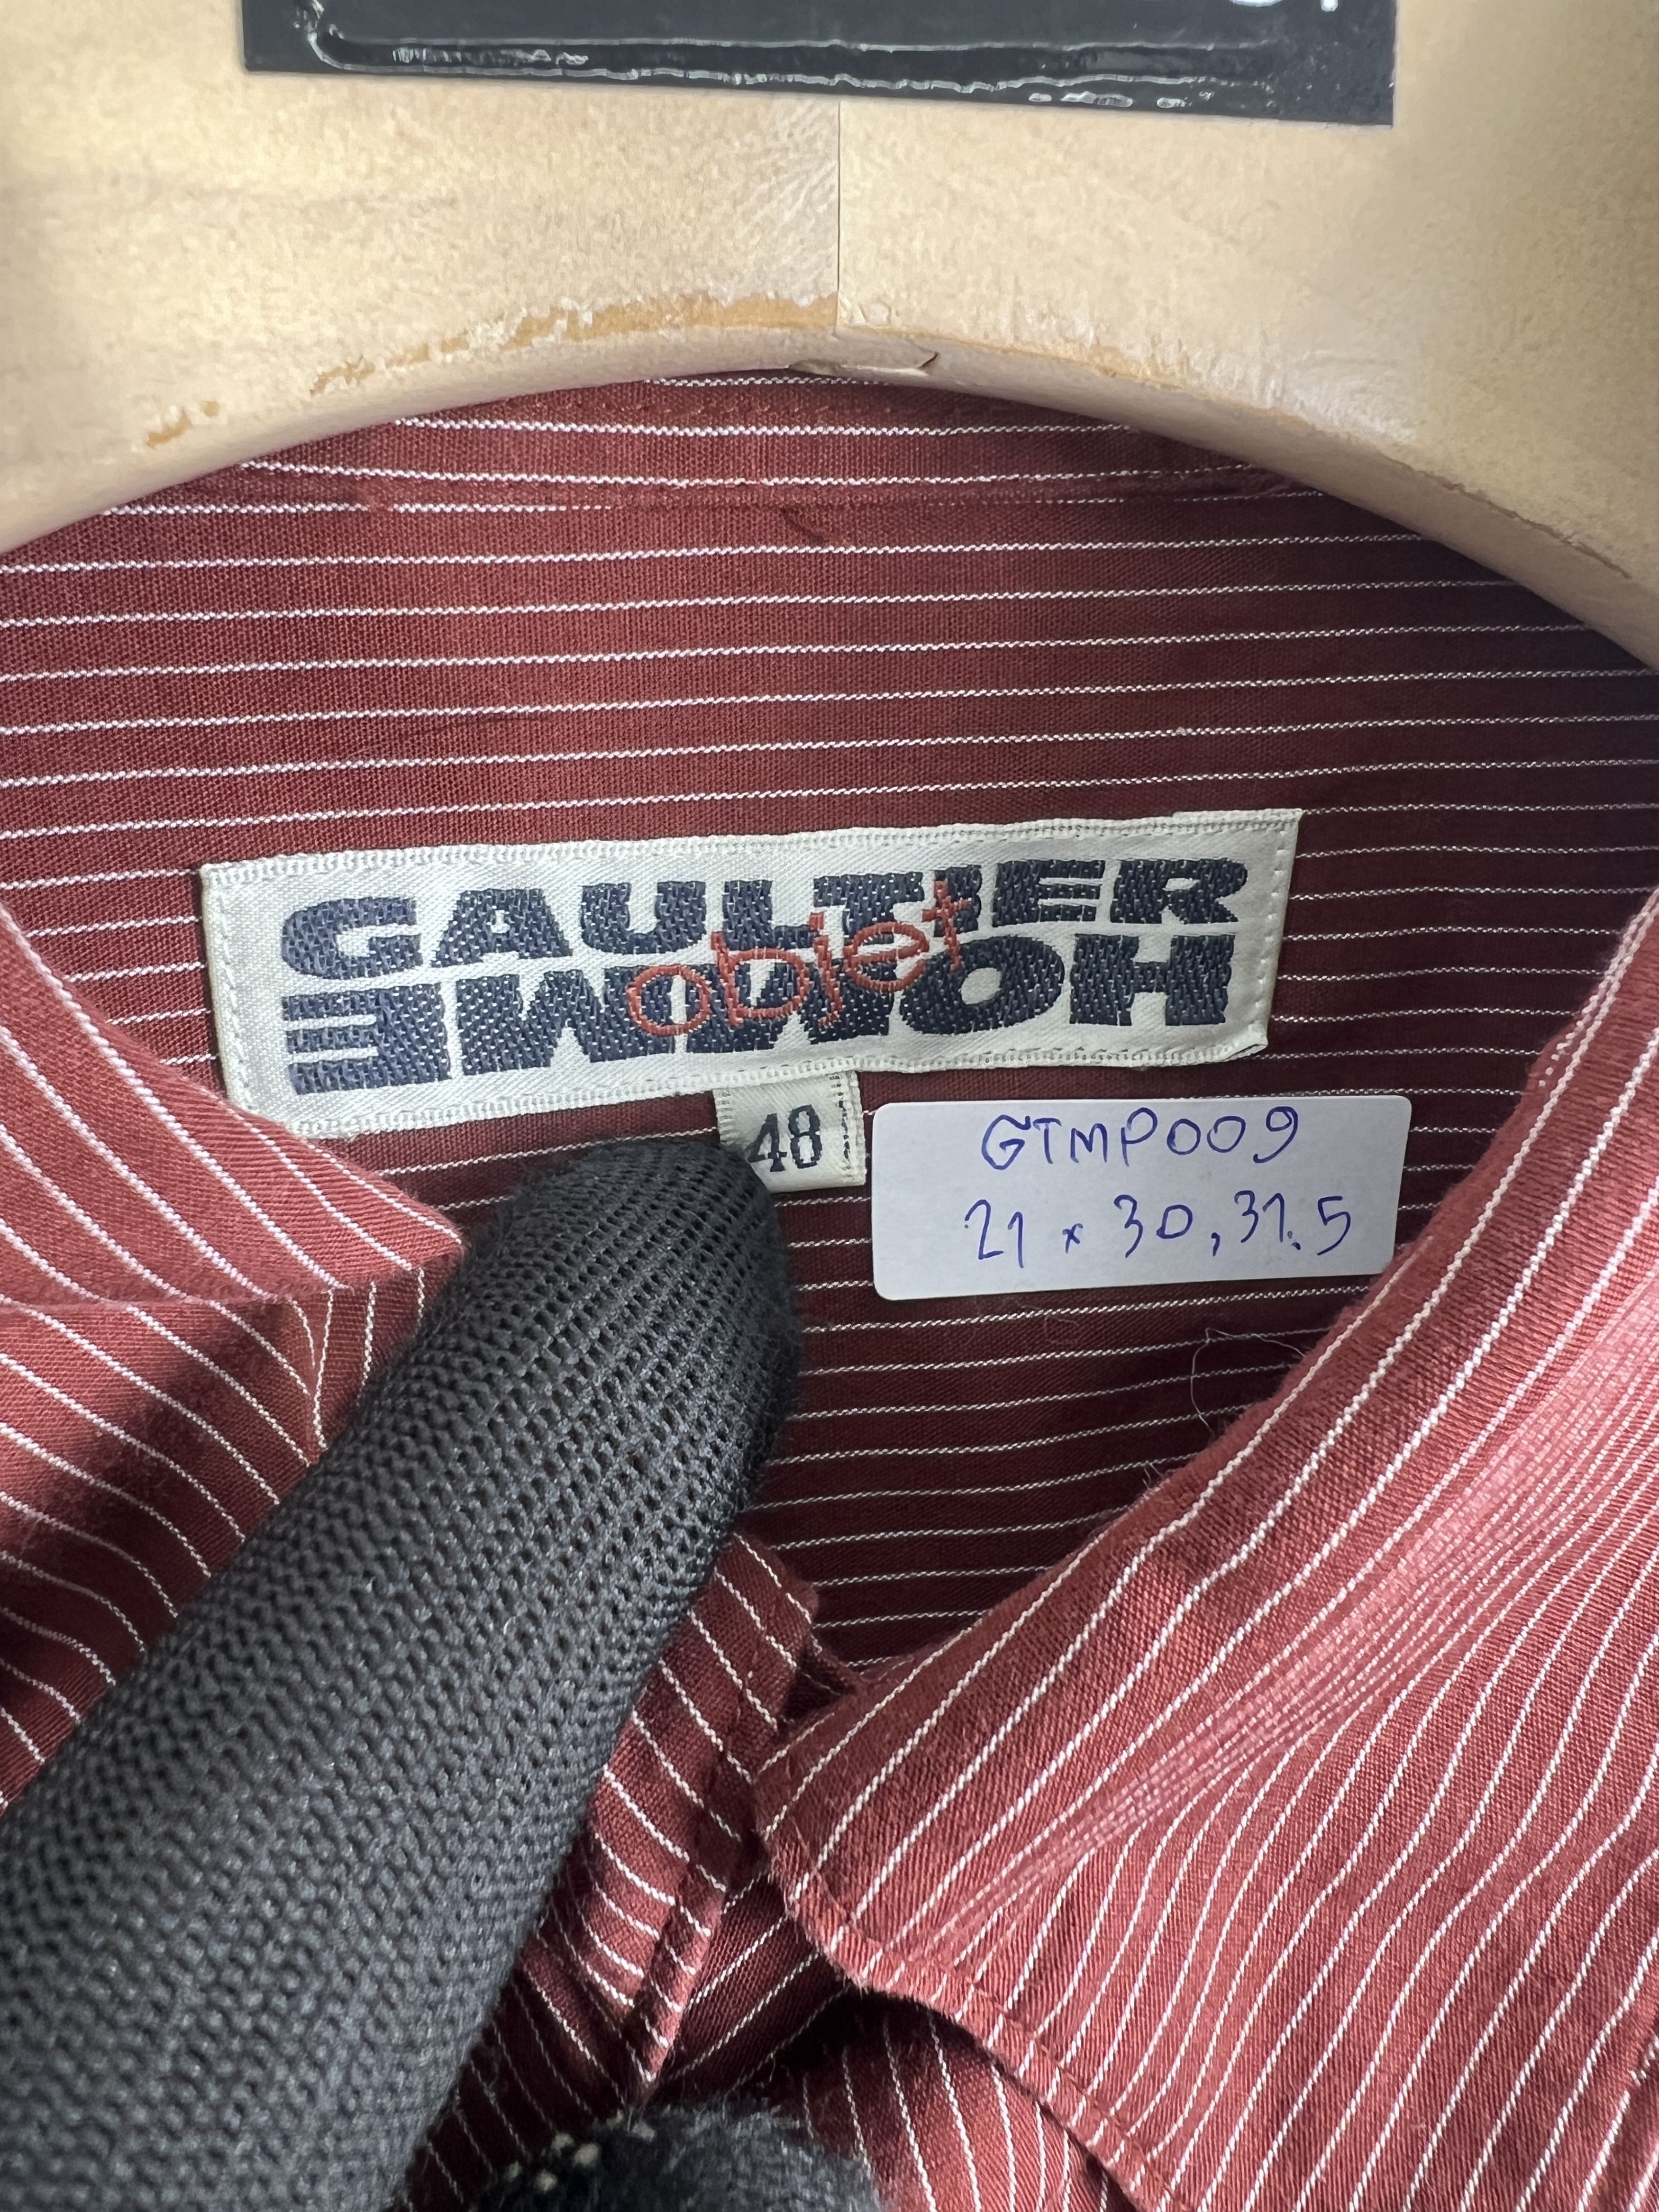 GAULTIER
objet
HOMME
48
GTMP009
21 × 30,31.5